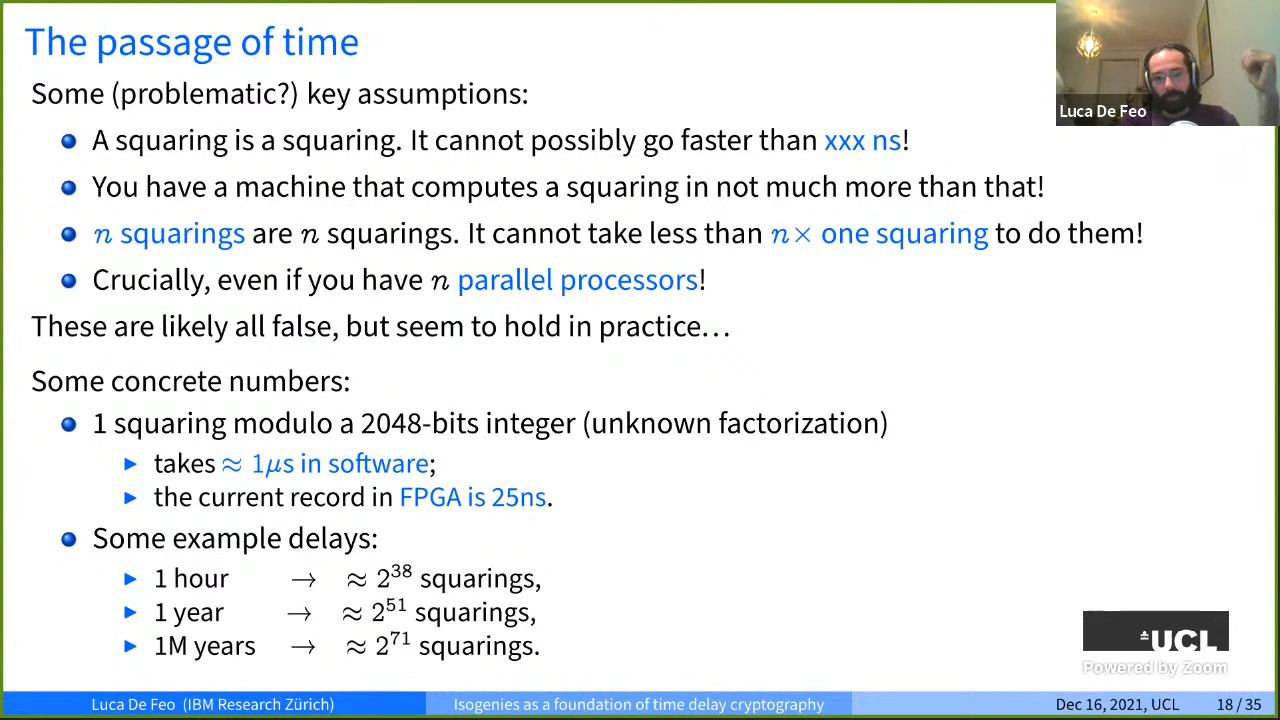 The passage of time
Luca De Feo
Some (problematic?) key assumptions:
A squaring is a squaring. It cannot possibly go faster than xxx ns!
You have a machine that computes a squaring in not much more than that!
n squarings are n squarings. It cannot take less than n× one squaring to do them!
Crucially, even if you have n parallel processors!
These are likely all false, but seem to hold in practice…
Some concrete numbers:
1 squaring modulo a 2048-bits integer (unknown factorization)
takes ≈ 1μs in software;
the current record in FPGA is 25ns.
Some example delays:
1 hour → ≈ 2^38 squarings,
1 year → ≈ 2^51 squarings,
1M years → ≈ 2^71 squarings.
UCL
Powered by Zoom
Luca De Feo (IBM Research Zürich) Isogenies as a foundation of time delay cryptography Dec 16, 2021, UCL 18 / 35